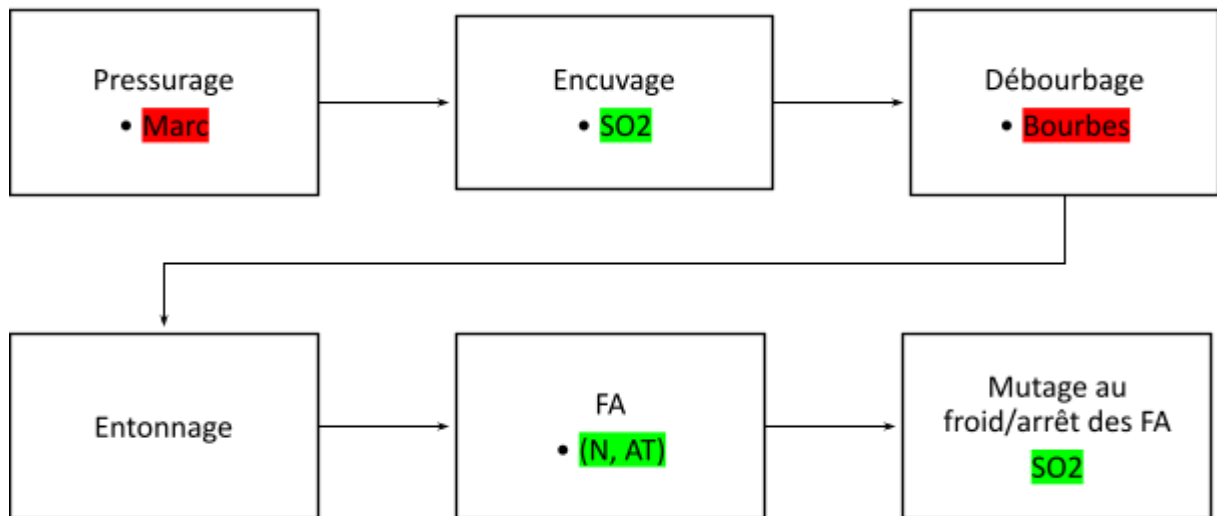 Pressurage
• Marc
Encuvage
• SO2
Débourbage
• Bourbes
Entonnage
FA
• (N, AT)
Mutage au
froid/arrêt des FA
SO2